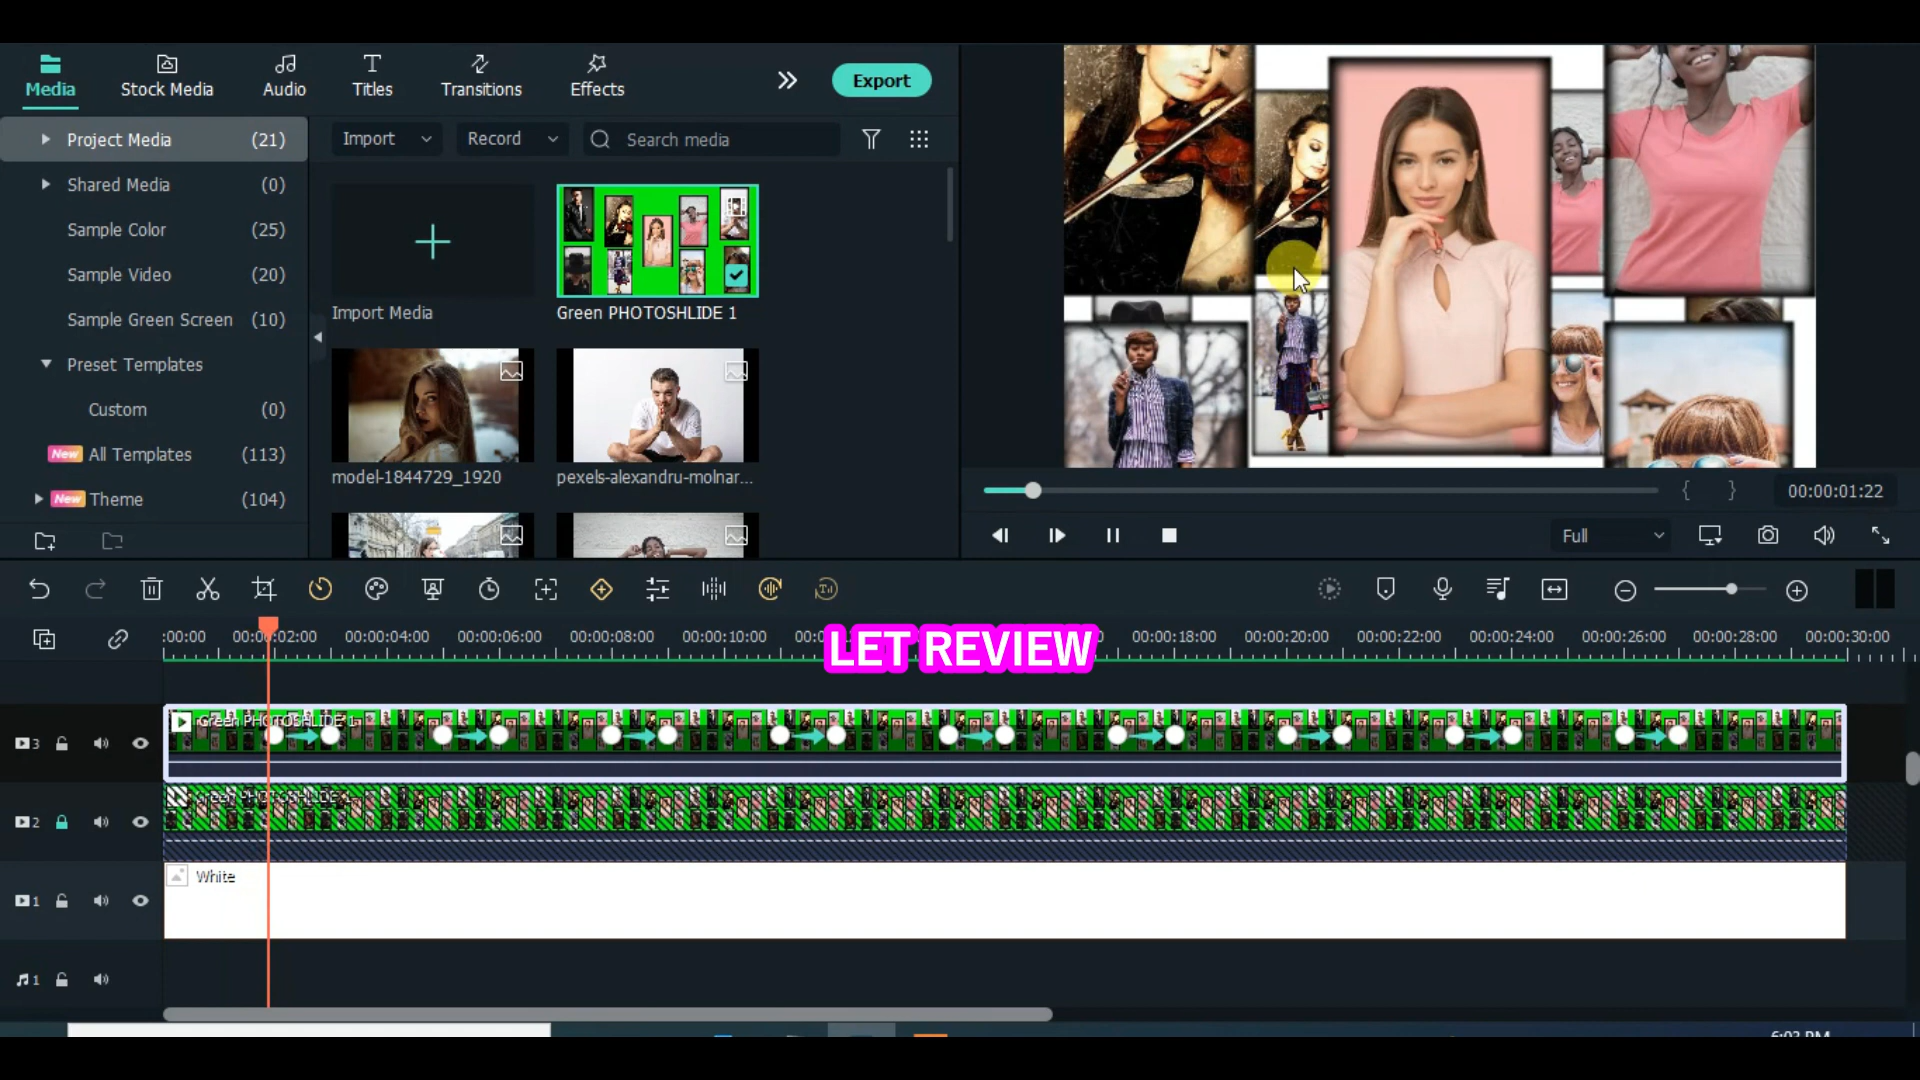 Media
Stock Media
Audio
Titles
Transitions
Effects
Export
Project Media (21)
Shared Media (0)
Sample Color (25)
Sample Video (20)
Sample Green Screen (10)
Preset Templates
Custom (0)
New All Templates (113)
New Theme (104)
Import
Record
Search media
Import Media
Green PHOTOSHLIDE 1
model-1844729_1920
pexels-alexandru-molnar...
{ }
00:00:01:22
Full
:00:00 00:00:02:00 00:00:04:00 00:00:06:00 00:00:08:00 00:00:10:00 00:00:18:00 00:00:20:00 00:00:22:00 00:00:24:00 00:00:26:00 00:00:28:00 00:00:30:00
LET REVIEW
3
Green PHOTOSHLIDE 1
2
Green PHOTOSHLIDE 1
1
White
1
6:03 PM